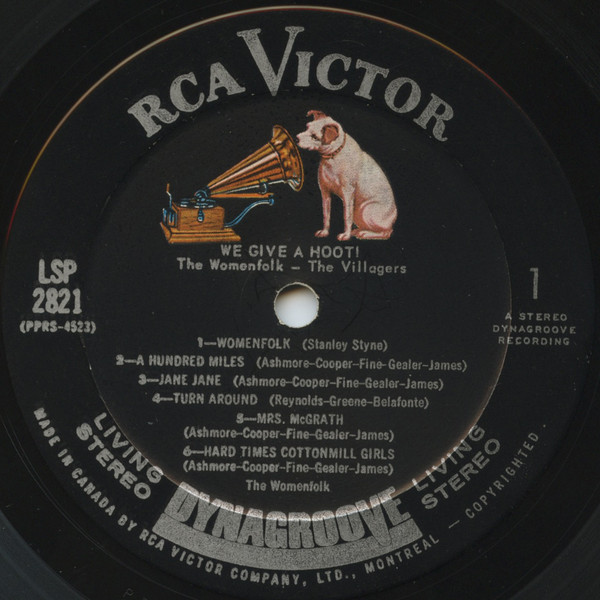 RCA VICTOR
WE GIVE A HOOT!
The Womenfolk – The Villagers
LSP
2821
(PPRS-4523)
1
A STEREO
DYNAGROOVE
RECORDING
1—WOMENFOLK (Stanley Styne)
2—A HUNDRED MILES (Ashmore-Cooper-Fine-Gealer-James)
3—JANE JANE (Ashmore-Cooper-Fine-Gealer-James)
4—TURN AROUND (Reynolds-Greene-Belafonte)
5—MRS. McGRATH
(Ashmore-Cooper-Fine-Gealer-James)
6—HARD TIMES COTTONMILL GIRLS
(Ashmore-Cooper-Fine-Gealer-James)
The Womenfolk
LIVING
STEREO
DYNAGROOVE
LIVING
STEREO
MADE IN CANADA BY RCA VICTOR COMPANY, LTD., MONTREAL — COPYRIGHTED.